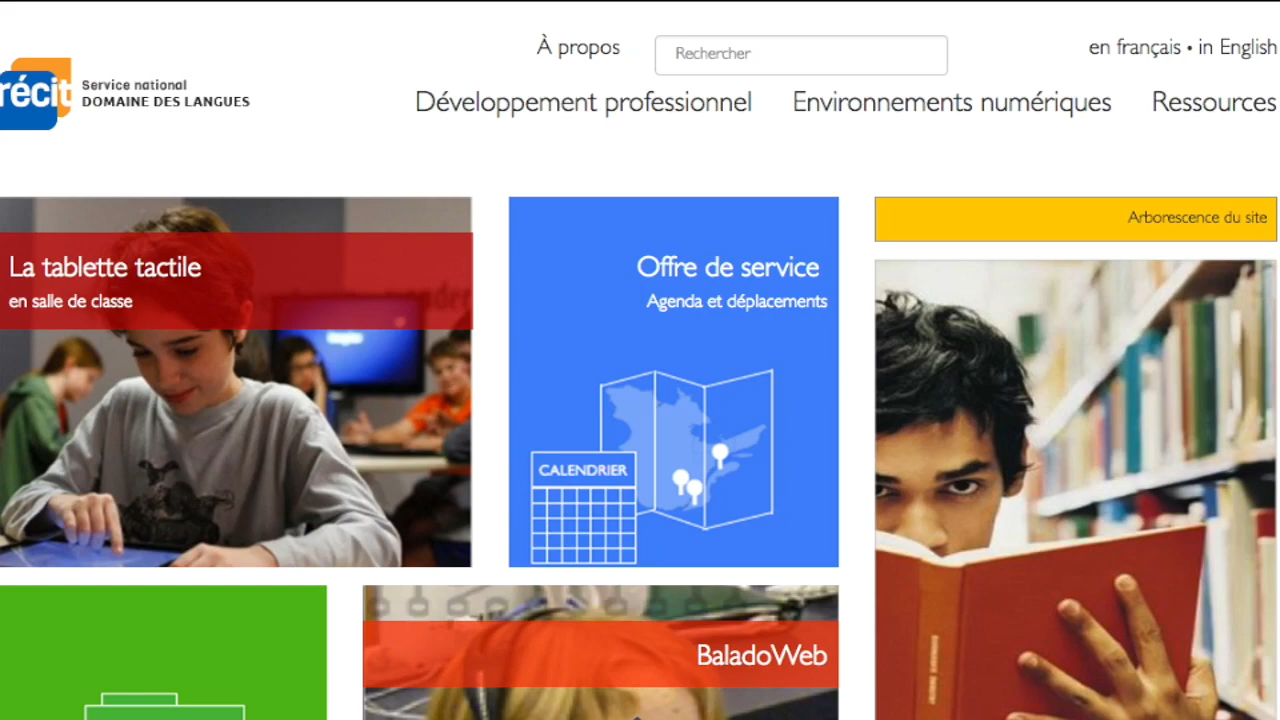 À propos
Rechercher
en français • in English
récit
Service national
DOMAINE DES LANGUES
Développement professionnel
Environnements numériques
Ressources
La tablette tactile
en salle de classe
Offre de service
Agenda et déplacements
CALENDRIER
Arborescence du site
BaladoWeb